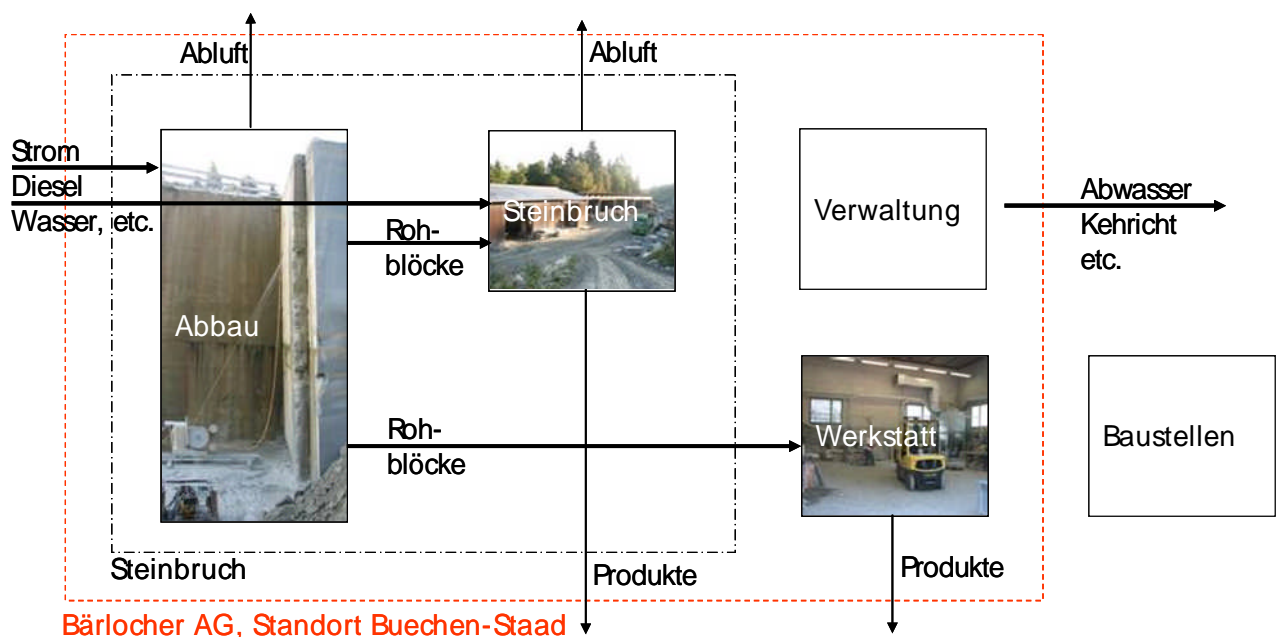 Abluft
Abluft
Strom
Diesel
Wasser, etc.
Roh-
blöcke
Steinbruch
Verwaltung
Abwasser
Kehricht
etc.
Abbau
Roh-
blöcke
Werkstatt
Baustellen
Steinbruch
Produkte
Produkte
Bärlocher AG, Standort Buechen-Staad